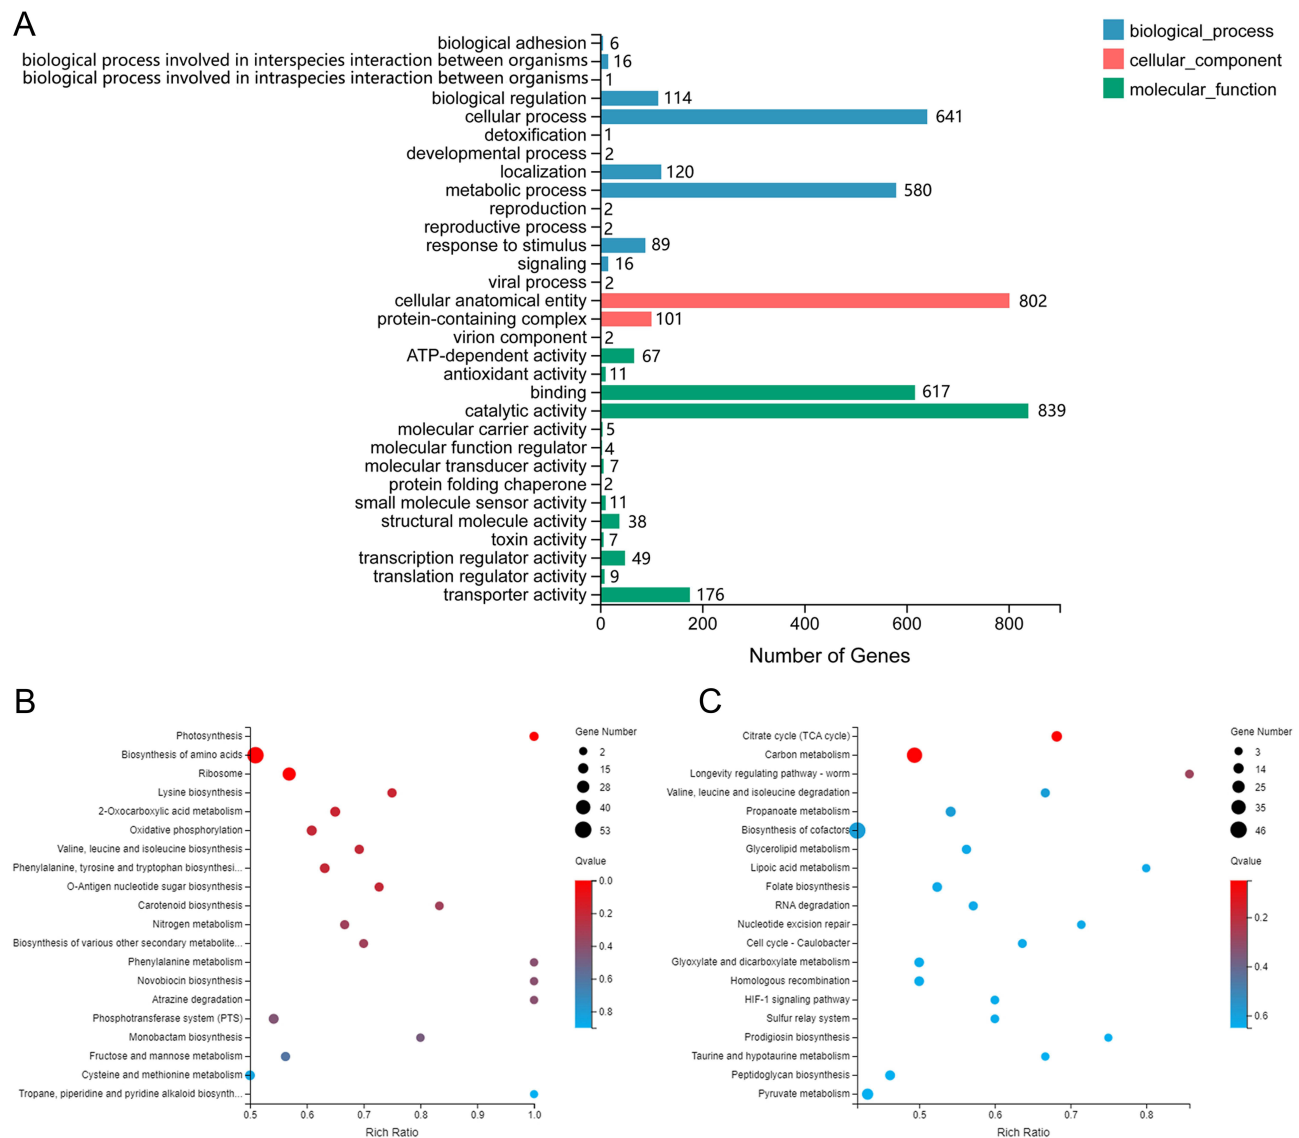 A
biological adhesion 6
biological process involved in interspecies interaction between organisms 16
biological process involved in intraspecies interaction between organisms 1
biological regulation 114
cellular process 641
detoxification 1
developmental process 2
localization 120
metabolic process 580
reproduction 2
reproductive process 2
response to stimulus 89
signaling 16
viral process 2
cellular anatomical entity 802
protein-containing complex 101
virion component 2
ATP-dependent activity 67
antioxidant activity 11
binding 617
catalytic activity 839
molecular carrier activity 5
molecular function regulator 4
molecular transducer activity 7
protein folding chaperone 2
small molecule sensor activity 11
structural molecule activity 38
toxin activity 7
transcription regulator activity 49
translation regulator activity 9
transporter activity 176
0 200 400 600 800
Number of Genes
biological_process
cellular_component
molecular_function
B
Photosynthesis
Biosynthesis of amino acids
Ribosome
Lysine biosynthesis
2-Oxocarboxylic acid metabolism
Oxidative phosphorylation
Valine, leucine and isoleucine biosynthesis
Phenylalanine, tyrosine and tryptophan biosynthesi...
O-Antigen nucleotide sugar biosynthesis
Carotenoid biosynthesis
Nitrogen metabolism
Biosynthesis of various other secondary metabolite...
Phenylalanine metabolism
Novobiocin biosynthesis
Atrazine degradation
Phosphotransferase system (PTS)
Monobactam biosynthesis
Fructose and mannose metabolism
Cysteine and methionine metabolism
Tropane, piperidine and pyridine alkaloid biosynth...
0.5 0.6 0.7 0.8 0.9 1.0
Rich Ratio
Gene Number
2
15
28
40
53
Qvalue
0.0
0.2
0.4
0.6
0.8
C
Citrate cycle (TCA cycle)
Carbon metabolism
Longevity regulating pathway - worm
Valine, leucine and isoleucine degradation
Propanoate metabolism
Biosynthesis of cofactors
Glycerolipid metabolism
Lipoic acid metabolism
Folate biosynthesis
RNA degradation
Nucleotide excision repair
Cell cycle - Caulobacter
Glyoxylate and dicarboxylate metabolism
Homologous recombination
HIF-1 signaling pathway
Sulfur relay system
Prodigiosin biosynthesis
Taurine and hypotaurine metabolism
Peptidoglycan biosynthesis
Pyruvate metabolism
0.5 0.6 0.7 0.8
Rich Ratio
Gene Number
3
14
25
35
46
Qvalue
0.2
0.4
0.6